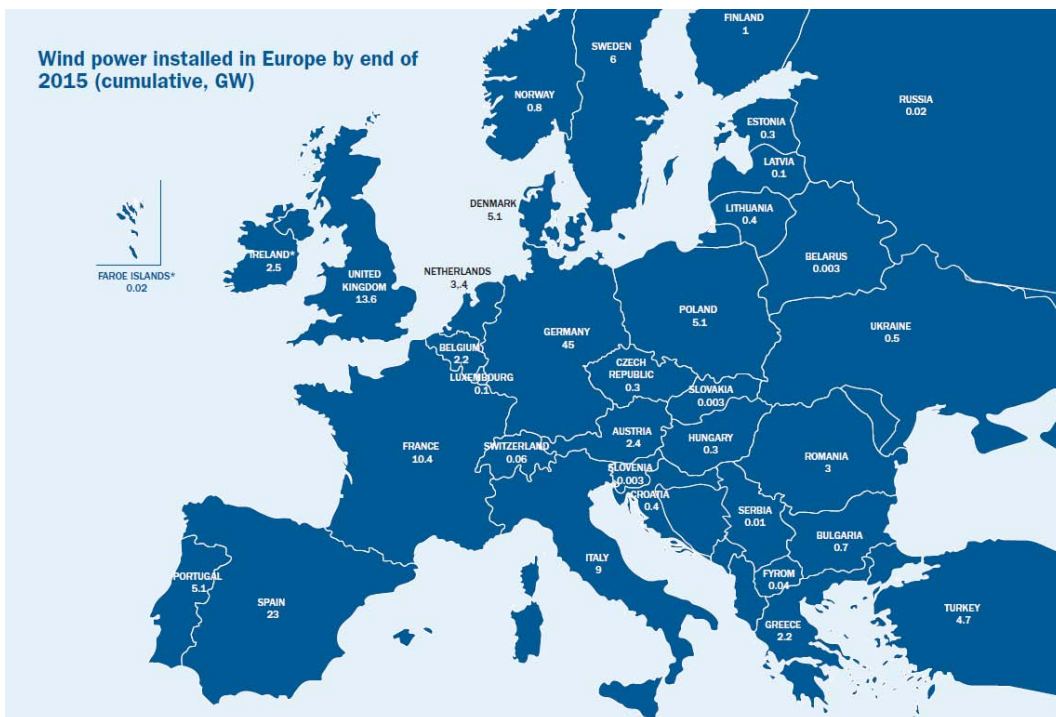 Wind power installed in Europe by end of
2015 (cumulative, GW)
FINLAND
1
SWEDEN
6
NORWAY
0.8
RUSSIA
0.02
ESTONIA
0.3
LATVIA
0.1
LITHUANIA
0.4
DENMARK
5.1
BELARUS
0.003
FAROE ISLANDS*
0.02
IRELAND*
2.5
UNITED
KINGDOM
13.6
NETHERLANDS
3,.4
POLAND
5.1
GERMANY
45
UKRAINE
0.5
BELGIUM
2.2
LUXEMBOURG
0.1
CZECH
REPUBLIC
0.3
SLOVAKIA
0.003
FRANCE
10.4
SWITZERLAND
0.06
AUSTRIA
2.4
HUNGARY
0.3
ROMANIA
3
SLOVENIA
0.003
CROATIA
0.4
SERBIA
0.01
BULGARIA
0.7
ITALY
9
FYROM
0.04
PORTUGAL
5.1
SPAIN
23
GREECE
2.2
TURKEY
4.7